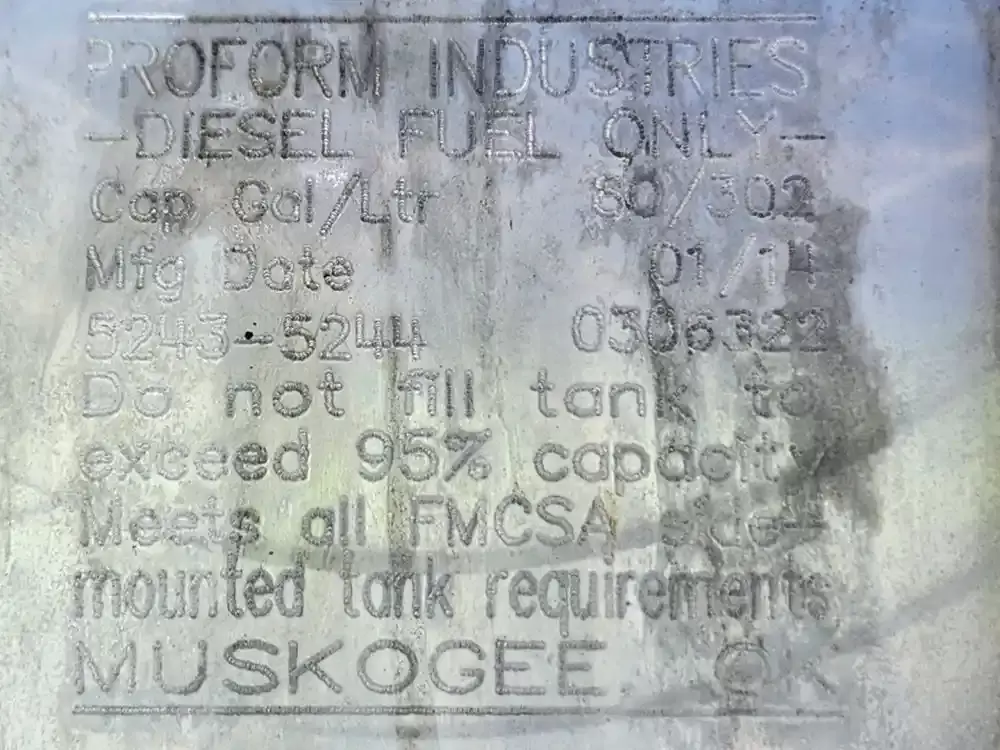 PROFORM INDUSTRIES
-DIESEL FUEL ONLY-
Cap Gal/Ltr 80/302
Mfg Date 01/14
5243-5244 0306322
Do not fill tank to
exceed 95% capacity
Meets all FMCSA side-
mounted tank requirements
MUSKOGEE OK